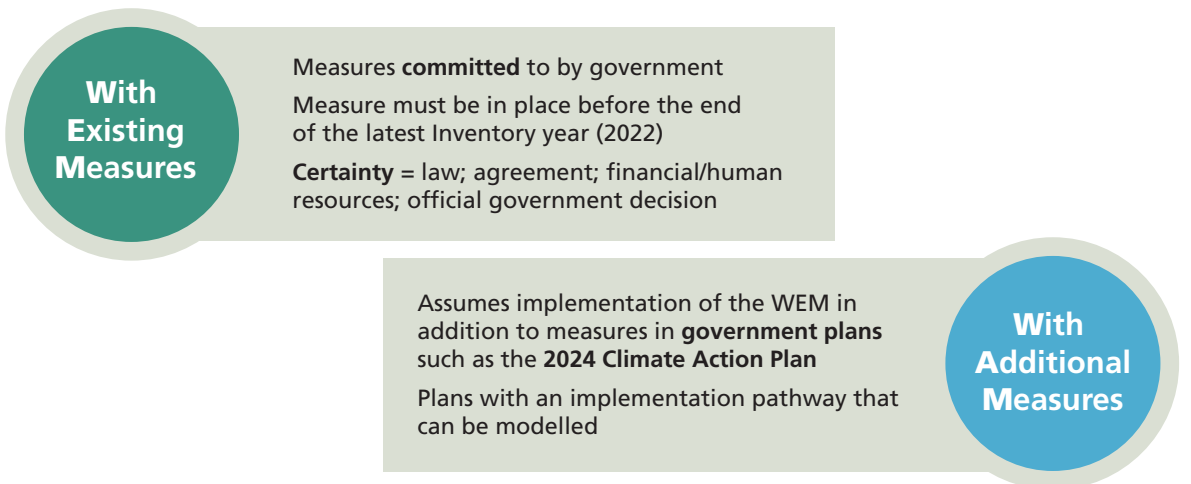 With
Existing
Measures
Measures committed to by government
Measure must be in place before the end
of the latest Inventory year (2022)
Certainty = law; agreement; financial/human
resources; official government decision
Assumes implementation of the WEM in
addition to measures in government plans
such as the 2024 Climate Action Plan
Plans with an implementation pathway that
can be modelled
With
Additional
Measures